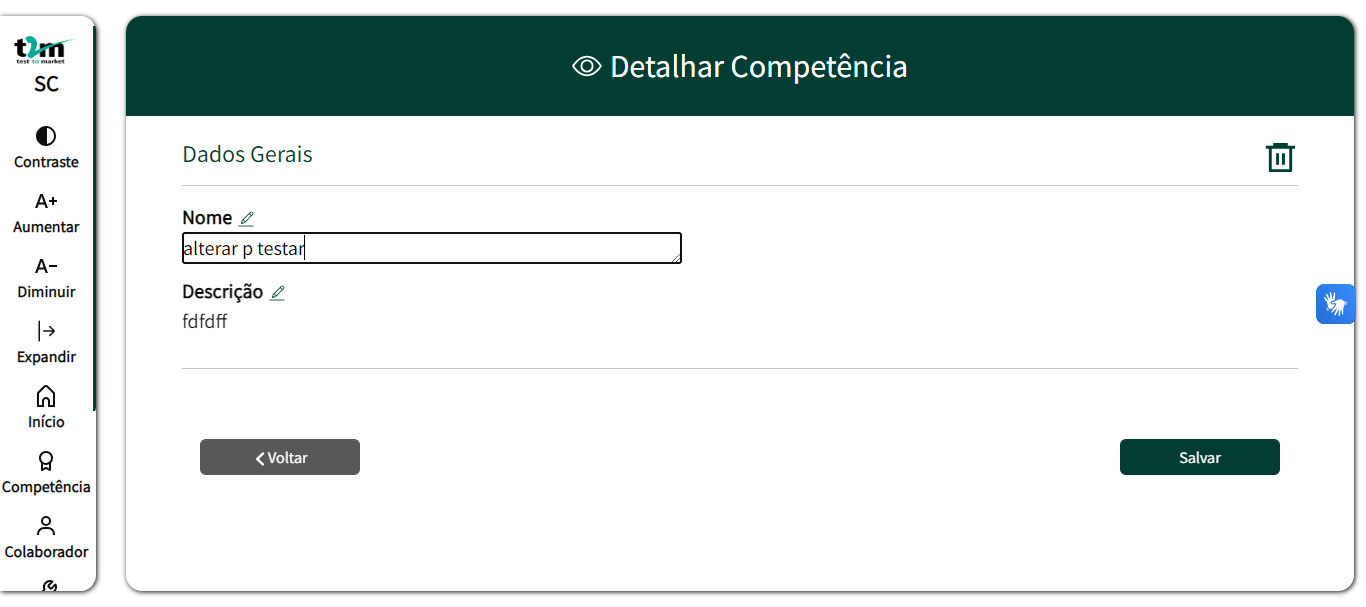 t2m
test to market
SC
Contraste
A+
Aumentar
A-
Diminuir
Expandir
Início
Competência
Colaborador
Detalhar Competência
Dados Gerais
Nome
alterar p testar
Descrição
fdfdff
Voltar
Salvar